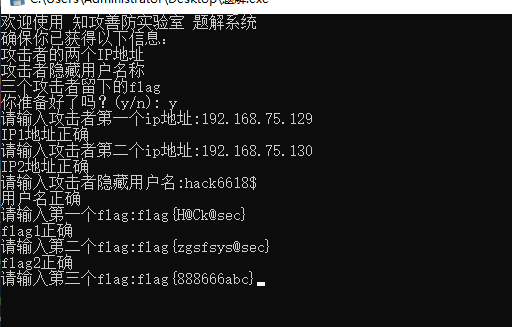 C:\Users\Administrator\Desktop\题解.exe
欢迎使用 知攻善防实验室 题解系统
确保你已获得以下信息：
攻击者的两个IP地址
攻击者隐藏用户名称
三个攻击者留下的flag
你准备好了吗？(y/n): y
请输入攻击者第一个ip地址:192.168.75.129
IP1地址正确
请输入攻击者第二个ip地址:192.168.75.130
IP2地址正确
请输入攻击者隐藏用户名:hack6618$
用户名正确
请输入第一个flag:flag{H@Ck@sec}
flag1正确
请输入第二个flag:flag{zgsfsys@sec}
flag2正确
请输入第三个flag:flag{888666abc}